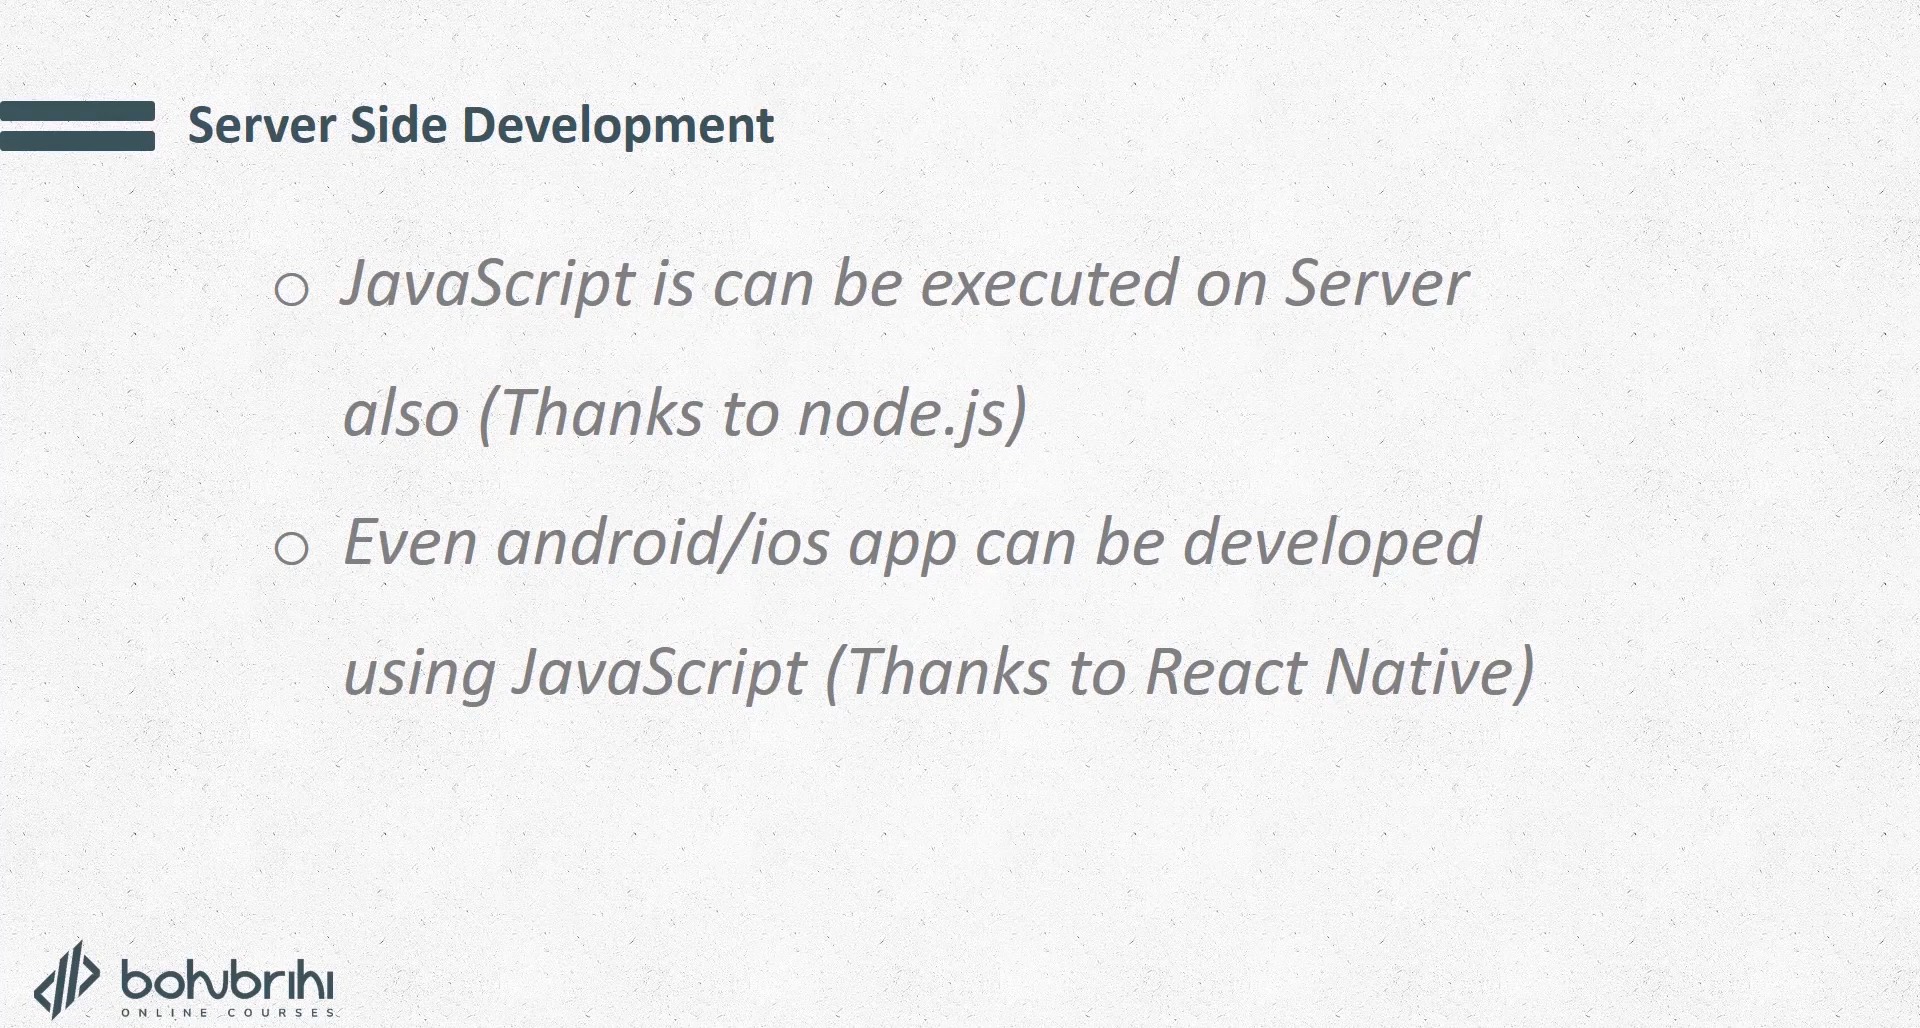 Server Side Development
JavaScript is can be executed on Server
also (Thanks to node.js)
Even android/ios app can be developed
using JavaScript (Thanks to React Native)
bohubrihi
ONLINE COURSES